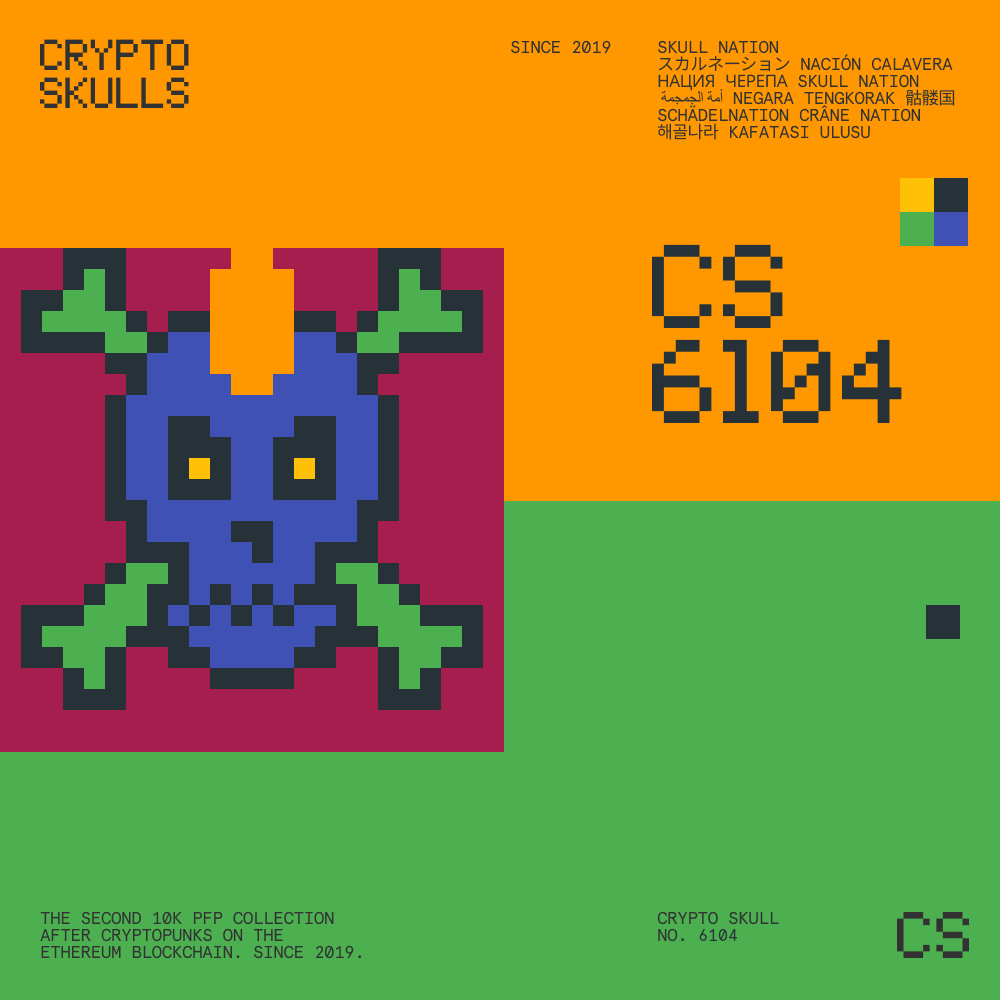 CRYPTO
SKULLS
SINCE 2019
SKULL NATION
スカルネーション NACIÓN CALAVERA
НАЦИЯ ЧЕРЕПА SKULL NATION
أمة الجمجمة NEGARA TENGKORAK 骷髅国
SCHÄDELNATION CRÂNE NATION
해골나라 KAFATASI ULUSU
CS
6104
THE SECOND 10K PFP COLLECTION
AFTER CRYPTOPUNKS ON THE
ETHEREUM BLOCKCHAIN. SINCE 2019.
CRYPTO SKULL
NO. 6104
CS